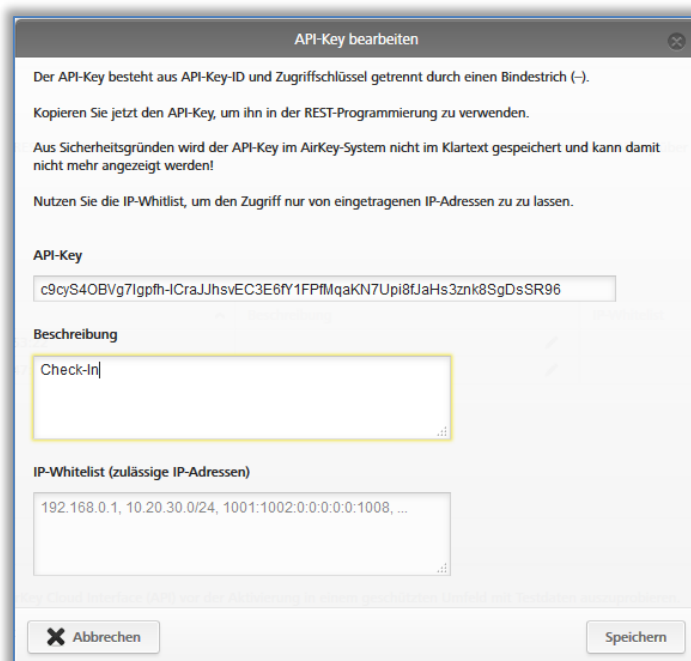 API-Key bearbeiten
Der API-Key besteht aus API-Key-ID und Zugriffschlüssel getrennt durch einen Bindestrich (–).
Kopieren Sie jetzt den API-Key, um ihn in der REST-Programmierung zu verwenden.
Aus Sicherheitsgründen wird der API-Key im AirKey-System nicht im Klartext gespeichert und kann damit
nicht mehr angezeigt werden!
Nutzen Sie die IP-Whitlist, um den Zugriff nur von eingetragenen IP-Adressen zu zu lassen.
API-Key
c9cyS4OBVg7Igpfh-ICraJJhsvEC3E6fY1FPfMqaKN7Upi8fJaHs3znk8SgDsSR96
Beschreibung
Check-In
IP-Whitelist (zulässige IP-Adressen)
192.168.0.1, 10.20.30.0/24, 1001:1002:0:0:0:0:0:1008, ...
Abbrechen
Speichern